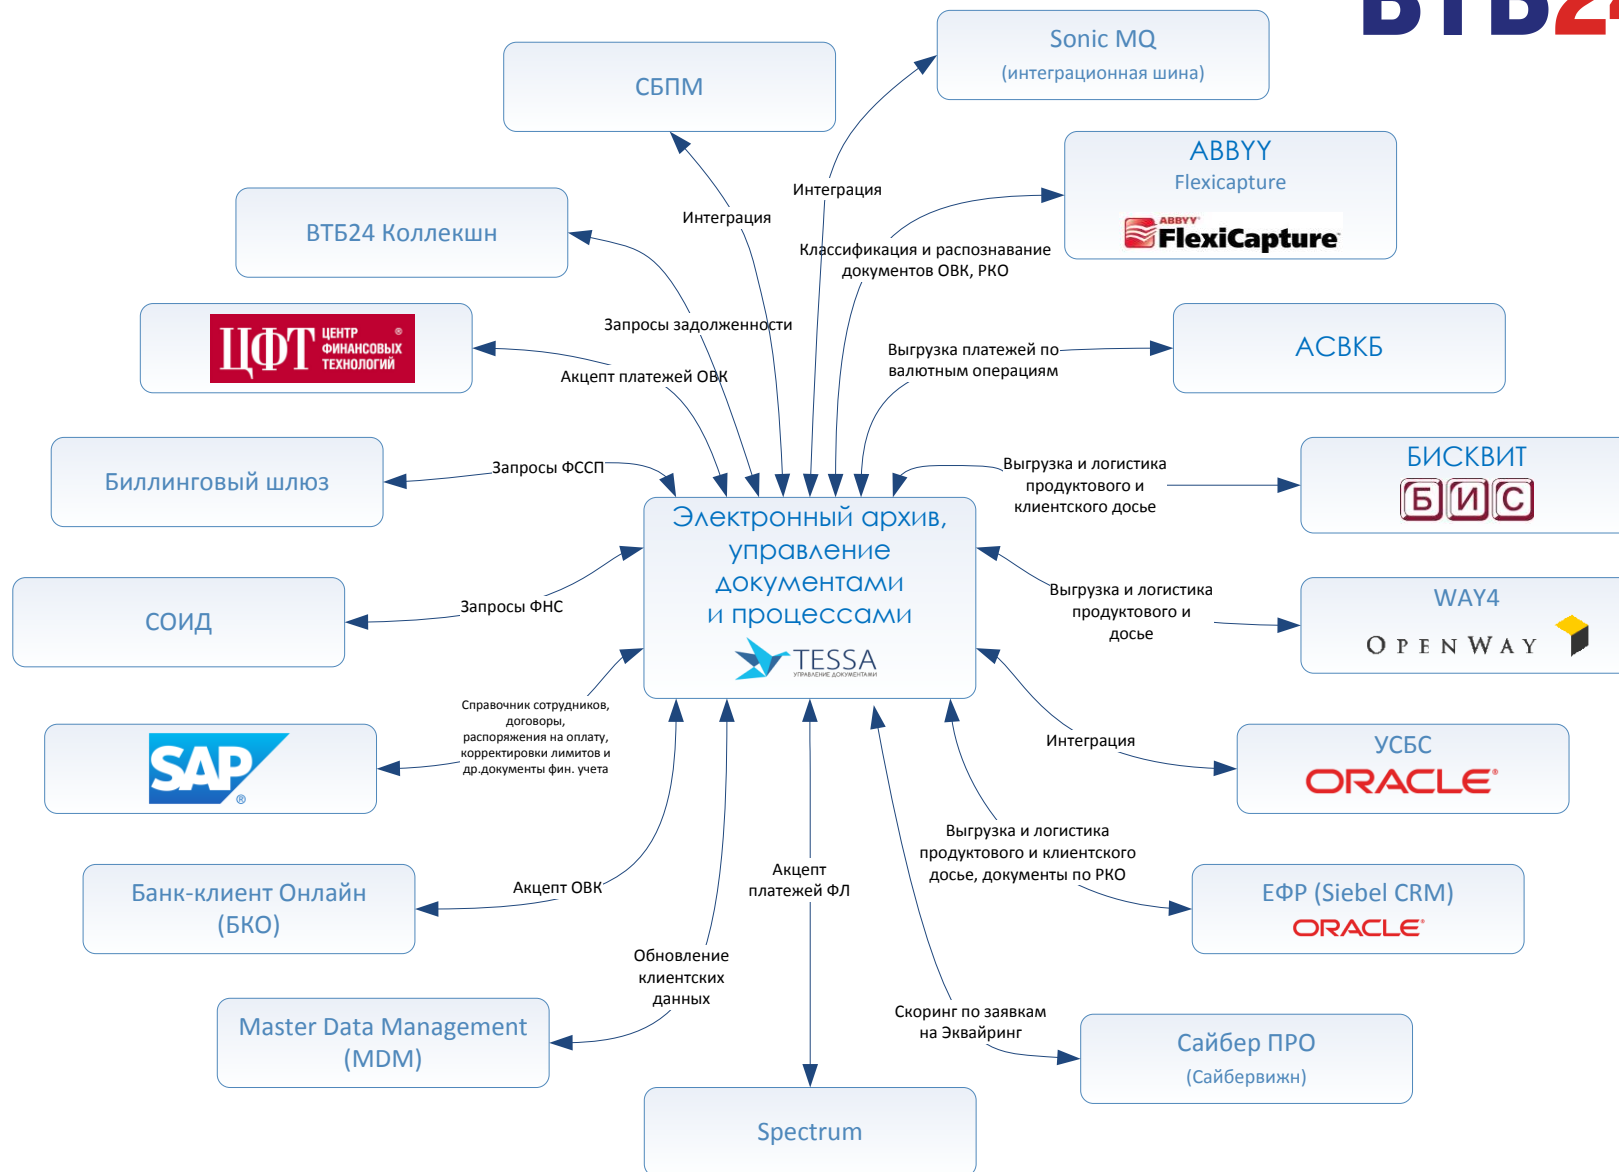 ВТБ24
Sonic MQ
(интеграционная шина)
СБПМ
ABBYY
Flexicapture
ABBYY
FlexiCapture
Интеграция
Интеграция
ВТБ24 Коллекшн
Классификация и распознавание
документов ОВК, РКО
ЦФТ
ЦЕНТР
ФИНАНСОВЫХ
ТЕХНОЛОГИЙ
®
Запросы задолженности
Выгрузка платежей по
валютным операциям
АСВКБ
Акцепт платежей ОВК
Биллинговый шлюз
Запросы ФССП
Выгрузка и логистика
продуктового и
клиентского досье
БИСКВИТ
БИС
Электронный архив,
управление
документами
и процессами
TESSA
УПРАВЛЕНИЕ ДОКУМЕНТАМИ
СОИД
Запросы ФНС
Выгрузка и логистика
продуктового и
досье
WAY4
OPENWAY
Справочник сотрудников,
договоры,
распоряжения на оплату,
корректировки лимитов и
др.документы фин. учета
SAP
®
Интеграция
УСБС
ORACLE®
Банк-клиент Онлайн
(БКО)
Акцепт ОВК
Акцепт
платежей ФЛ
Выгрузка и логистика
продуктового и клиентского
досье, документы по РКО
ЕФР (Siebel CRM)
ORACLE®
Обновление
клиентских
данных
Master Data Management
(MDM)
Скоринг по заявкам
на Эквайринг
Сайбер ПРО
(Сайбервижн)
Spectrum